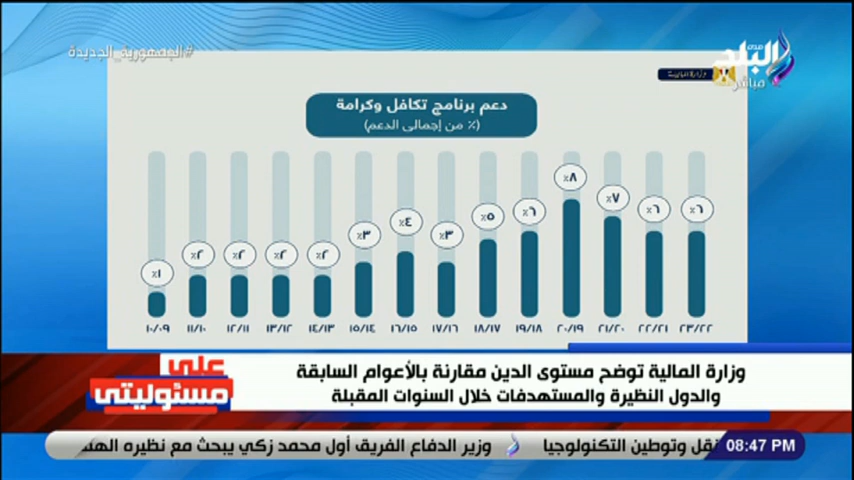 #الجمهورية_الجديدة
صدى
البلد
مباشر
وزارة المالية
دعم برنامج تكافل وكرامة
(٪ من إجمالى الدعم)
٪١ ٪٢ ٪٢ ٪٢ ٪٢ ٪٣ ٪٤ ٪٣ ٪٥ ٪٦ ٪٨ ٪٧ ٪٦ ٪٦
١٠/٠٩ ١١/١٠ ١٢/١١ ١٣/١٢ ١٤/١٣ ١٥/١٤ ١٦/١٥ ١٧/١٦ ١٨/١٧ ١٩/١٨ ٢٠/١٩ ٢١/٢٠ ٢٢/٢١ ٢٣/٢٢
وزارة المالية توضح مستوى الدين مقارنة بالأعوام السابقة
والدول النظيرة والمستهدفات خلال السنوات المقبلة
على
مسئوليتى
نقل وتوطين التكنولوجيا وزير الدفاع الفريق أول محمد زكي يبحث مع نظيره الهن
08:47 PM